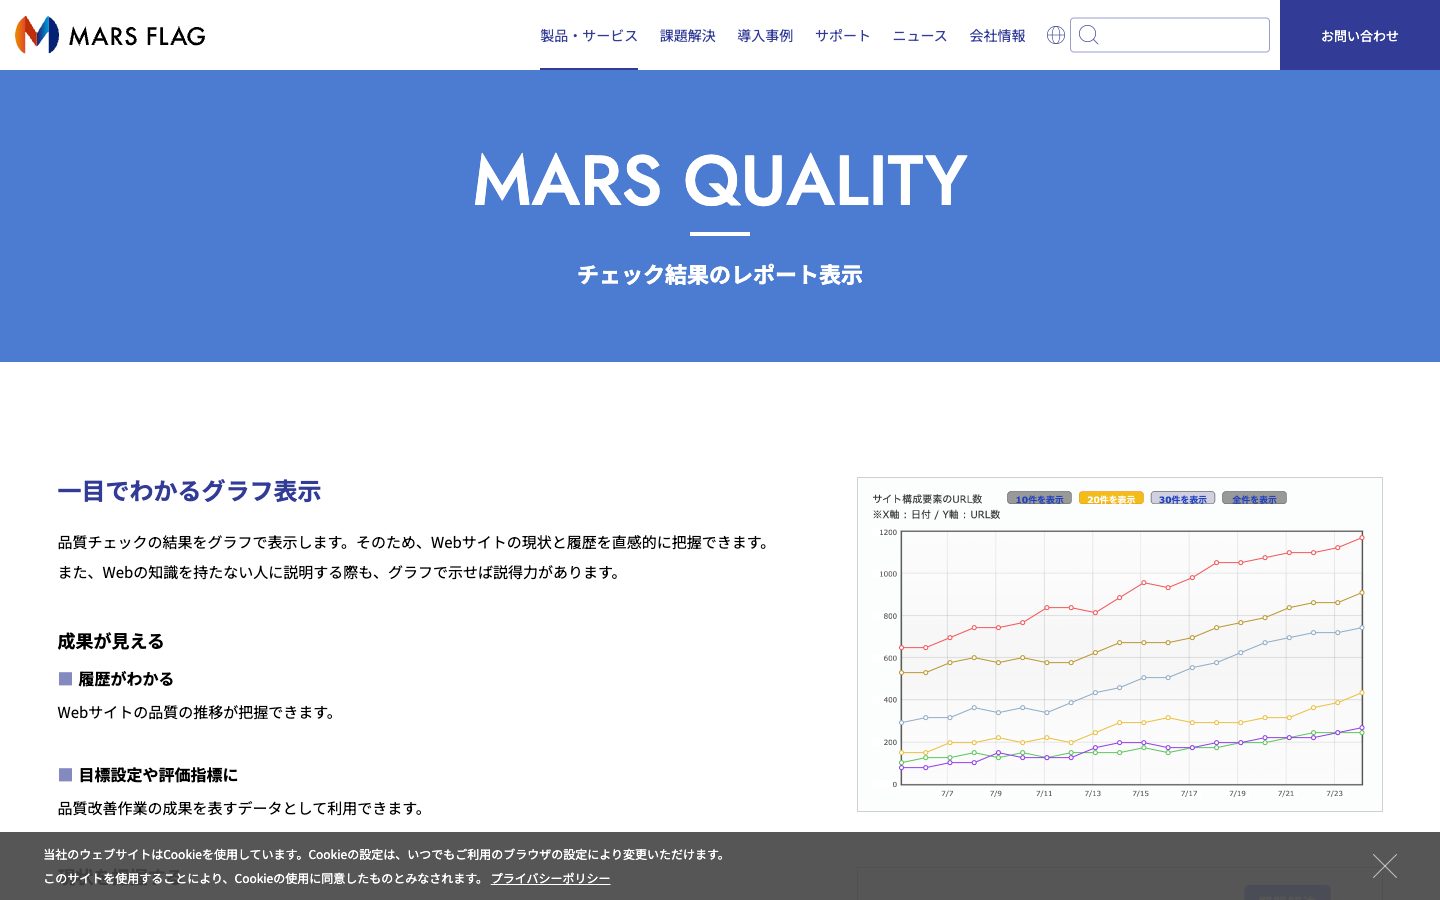 MARS FLAG
製品・サービス 課題解決 導入事例 サポート ニュース 会社情報
お問い合わせ
MARS QUALITY
チェック結果のレポート表示
一目でわかるグラフ表示
品質チェックの結果をグラフで表示します。そのため、Webサイトの現状と履歴を直感的に把握できます。
また、Webの知識を持たない人に説明する際も、グラフで示せば説得力があります。
成果が見える
履歴がわかる
Webサイトの品質の推移が把握できます。
目標設定や評価指標に
品質改善作業の成果を表すデータとして利用できます。
サイト構成要素のURL数 10件を表示 20件を表示 30件を表示 全件を表示
※X軸：日付 / Y軸：URL数
1200
1000
800
600
400
200
0
7/7 7/9 7/11 7/13 7/15 7/17 7/19 7/21 7/23
当社のウェブサイトはCookieを使用しています。Cookieの設定は、いつでもご利用のブラウザの設定により変更いただけます。
このサイトを使用することにより、Cookieの使用に同意したものとみなされます。 プライバシーポリシー